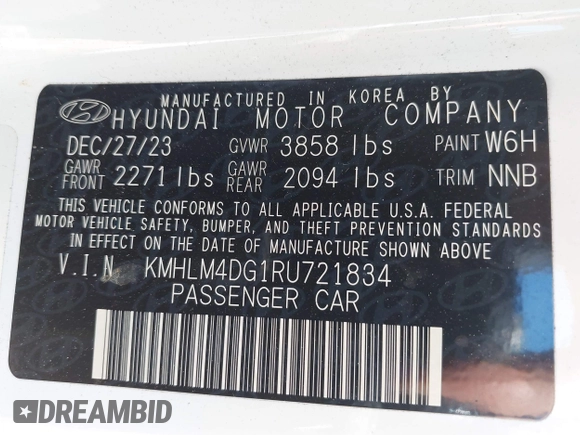 MANUFACTURED IN KOREA BY
HYUNDAI MOTOR COMPANY
DEC/27/23 GVWR 3858 lbs PAINT W6H
GAWR FRONT 2271 lbs GAWR REAR 2094 lbs TRIM NNB
THIS VEHICLE CONFORMS TO ALL APPLICABLE U.S.A. FEDERAL
MOTOR VEHICLE SAFETY, BUMPER, AND THEFT PREVENTION STANDARDS
IN EFFECT ON THE DATE OF MANUFACTURE SHOWN ABOVE
V.I.N KMHLM4DG1RU721834
PASSENGER CAR
DREAMBID